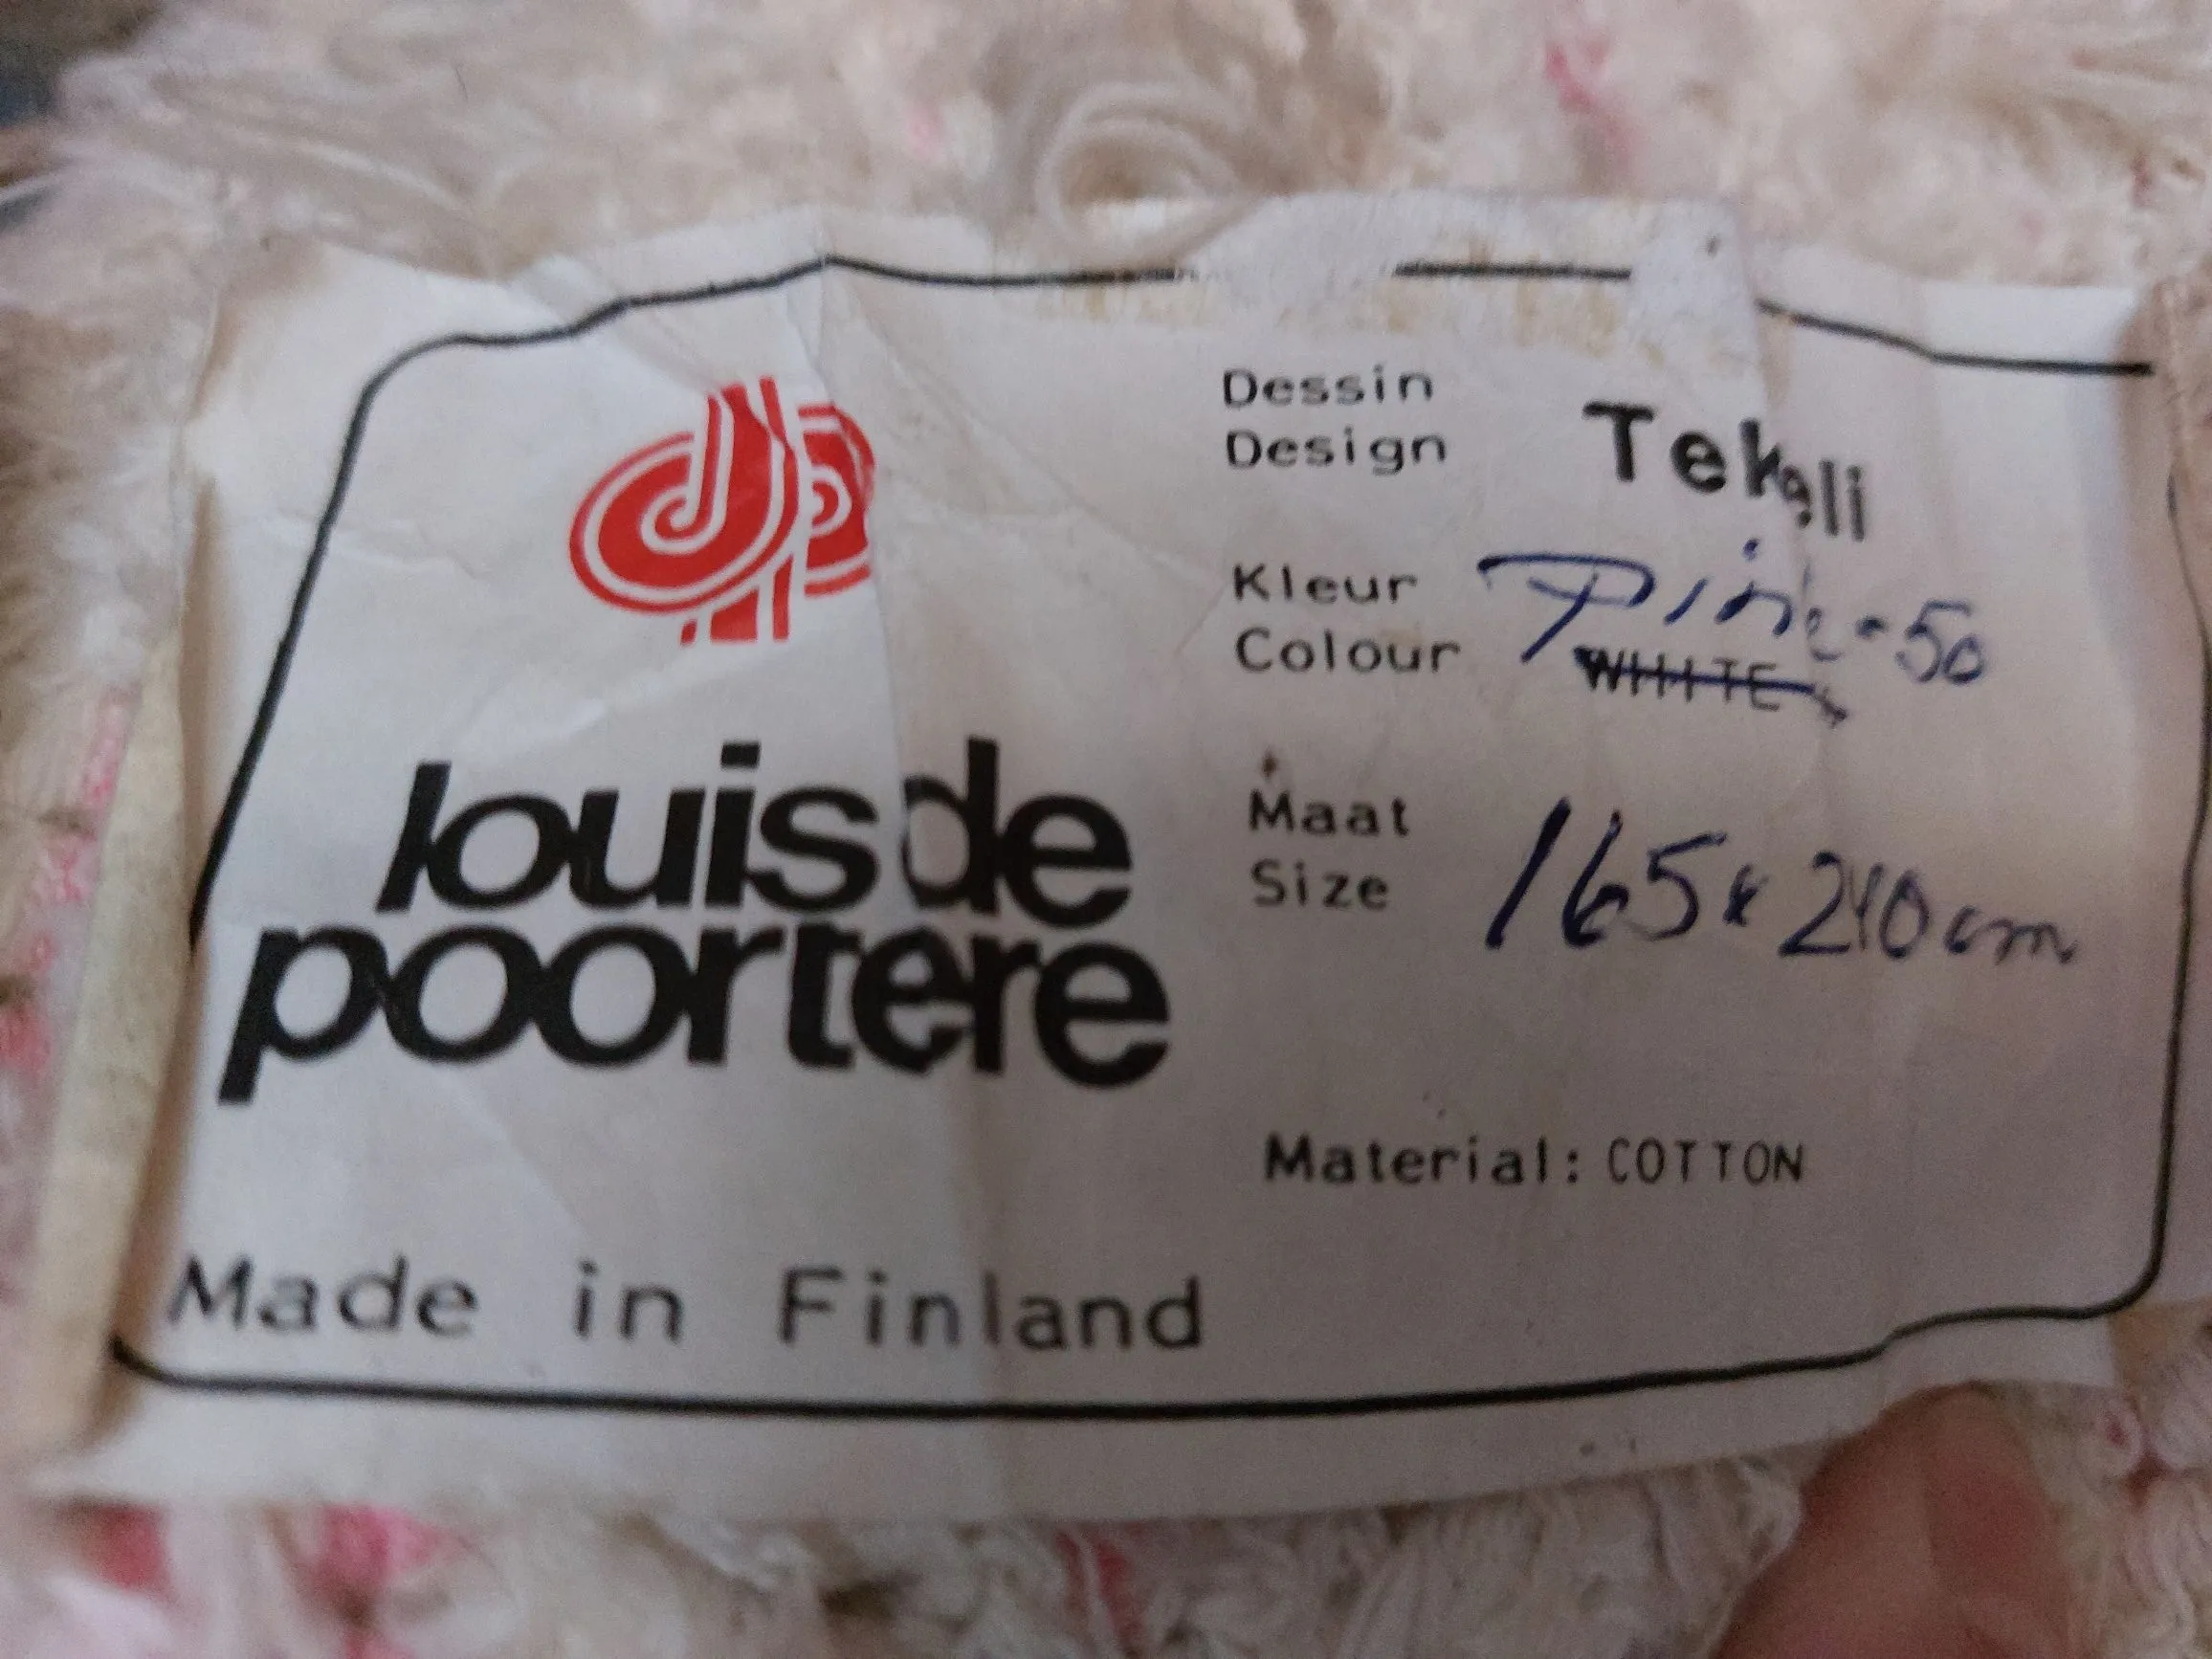 Dessin
Design Tekeli
Kleur Pink-50
Colour WHITE
Maat
Size 165x240cm
louis de
poortere
Material: COTTON
Made in Finland